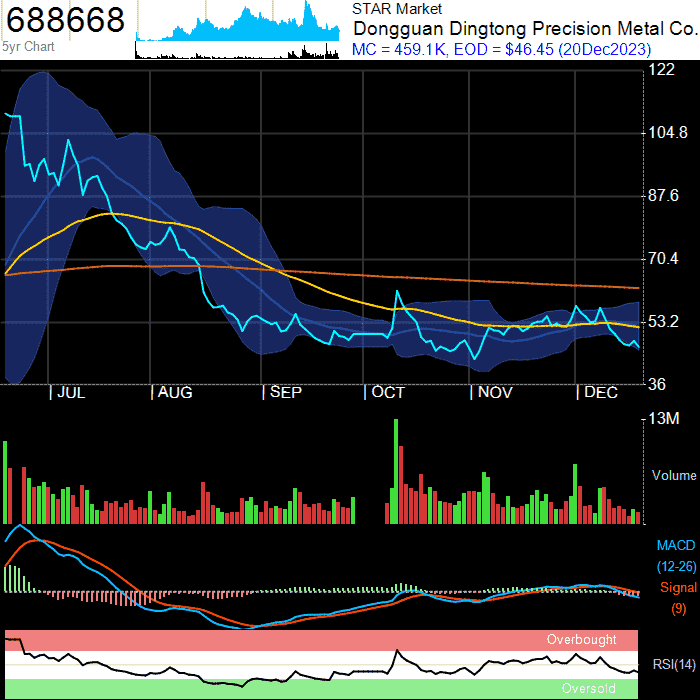 688668
5yr Chart
STAR Market
Dongguan Dingtong Precision Metal Co.
MC = 459.1K, EOD = $46.45 (20Dec2023)
122
104.8
87.6
70.4
53.2
36
| JUL | AUG | SEP | OCT | NOV | DEC
13M
Volume
MACD
(12-26)
Signal
(9)
Overbought
RSI(14)
Oversold